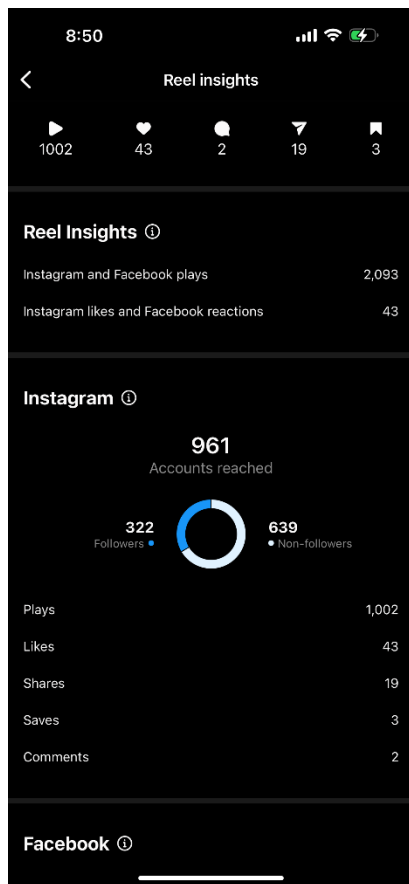 8:50
Reel insights
1002 43 2 19 3
Reel Insights
Instagram and Facebook plays 2,093
Instagram likes and Facebook reactions 43
Instagram
961
Accounts reached
322 639
Followers Non-followers
Plays 1,002
Likes 43
Shares 19
Saves 3
Comments 2
Facebook